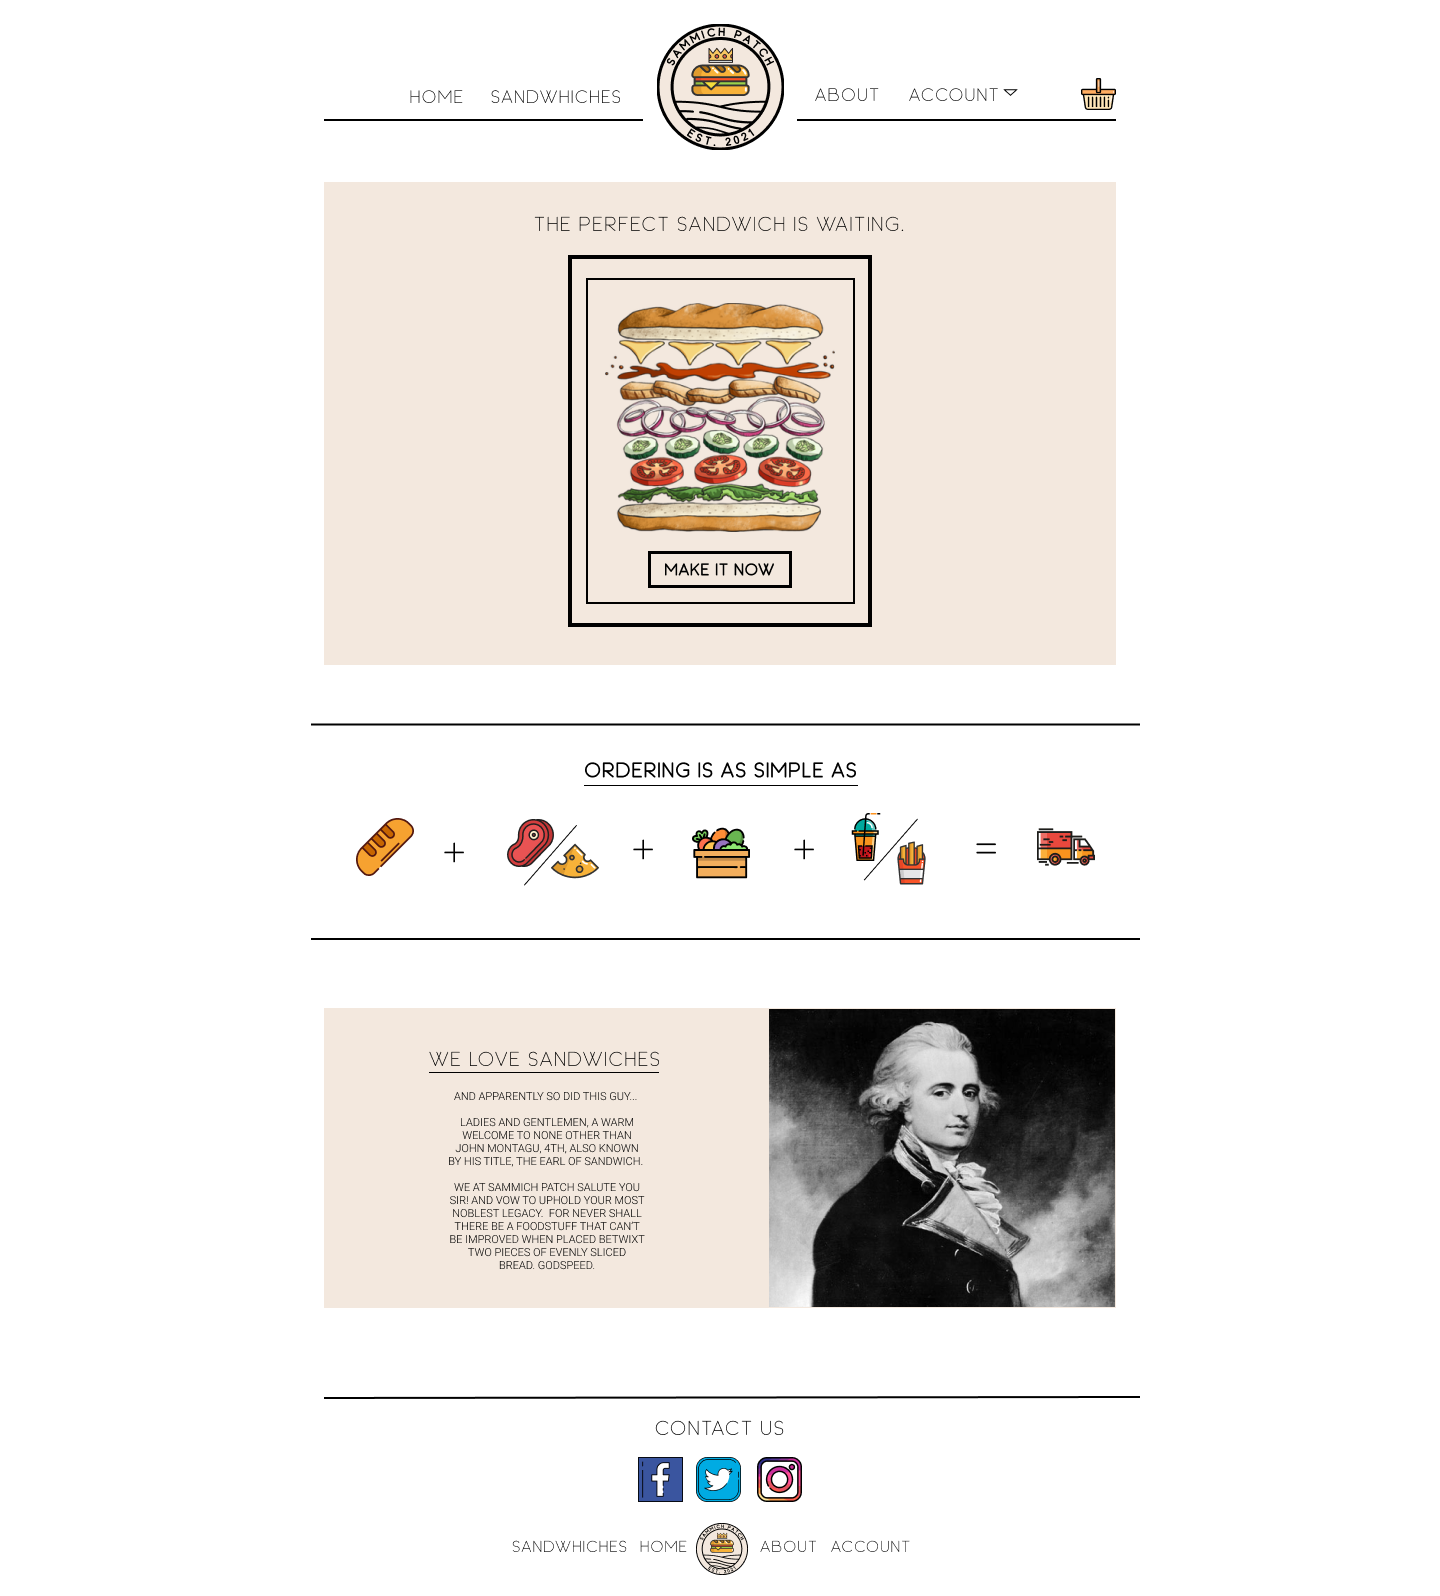 SAMMICH PATCH
EST. 2021
HOME SANDWHICHES
ABOUT ACCOUNT
THE PERFECT SANDWICH IS WAITING.
MAKE IT NOW
ORDERING IS AS SIMPLE AS
+ + + =
WE LOVE SANDWICHES
AND APPARENTLY SO DID THIS GUY...
LADIES AND GENTLEMEN, A WARM
WELCOME TO NONE OTHER THAN
JOHN MONTAGU, 4TH, ALSO KNOWN
BY HIS TITLE, THE EARL OF SANDWICH.
WE AT SAMMICH PATCH SALUTE YOU
SIR! AND VOW TO UPHOLD YOUR MOST
NOBLEST LEGACY. FOR NEVER SHALL
THERE BE A FOODSTUFF THAT CAN'T
BE IMPROVED WHEN PLACED BETWIXT
TWO PIECES OF EVENLY SLICED
BREAD. GODSPEED.
CONTACT US
SANDWHICHES HOME
SAMMICH PATCH
EST. 2021
ABOUT ACCOUNT